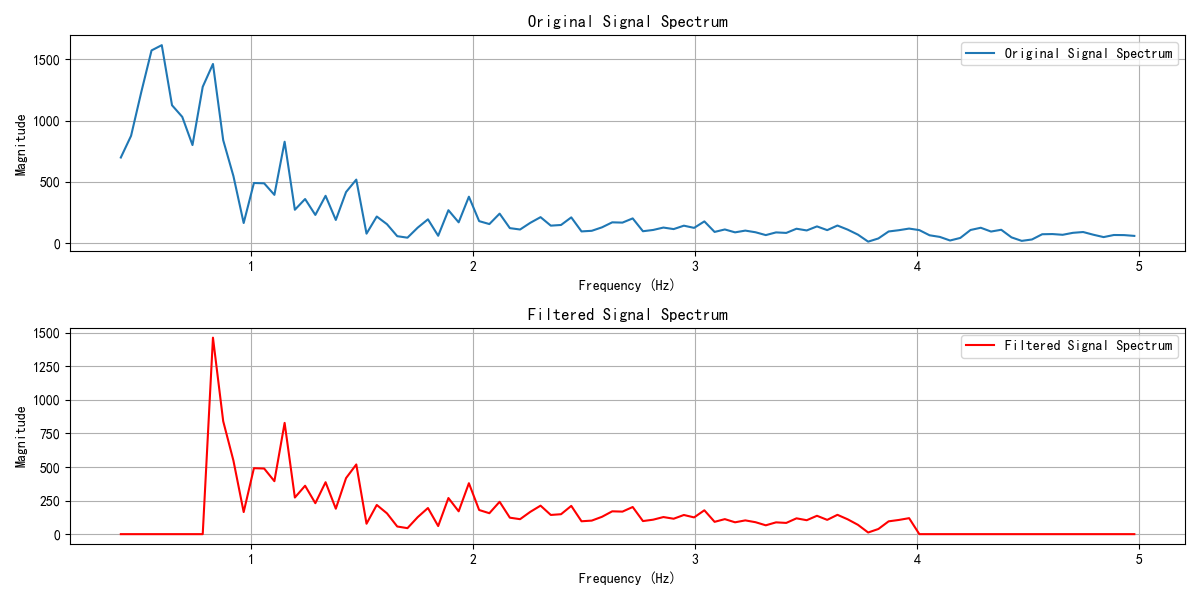 Original Signal Spectrum
Original Signal Spectrum
Magnitude
1500
1000
500
0
1 2 3 4 5
Frequency (Hz)
Filtered Signal Spectrum
Filtered Signal Spectrum
Magnitude
1500
1250
1000
750
500
250
0
1 2 3 4 5
Frequency (Hz)